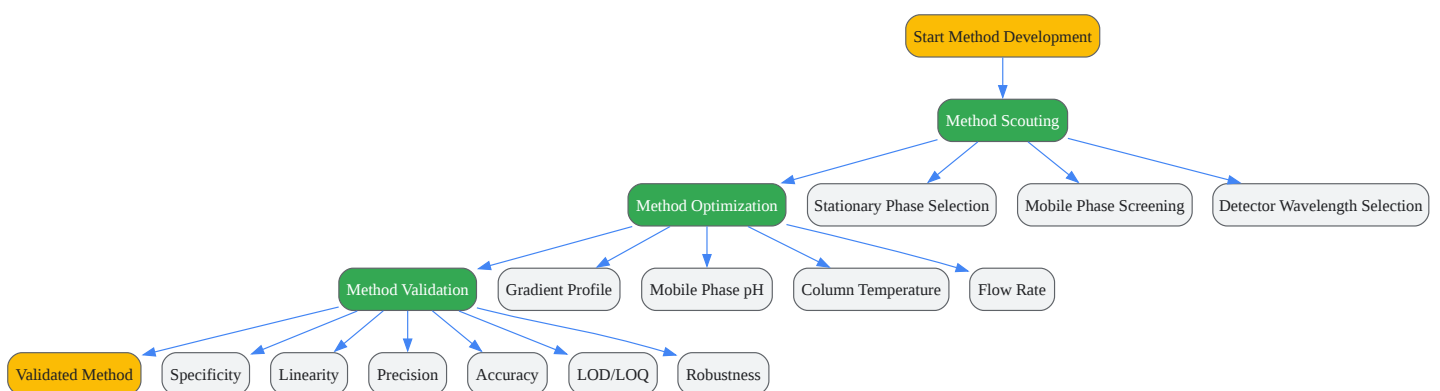 Start Method Development
Method Scouting
Method Optimization
Stationary Phase Selection
Mobile Phase Screening
Detector Wavelength Selection
Method Validation
Gradient Profile
Mobile Phase pH
Column Temperature
Flow Rate
Validated Method
Specificity
Linearity
Precision
Accuracy
LOD/LOQ
Robustness